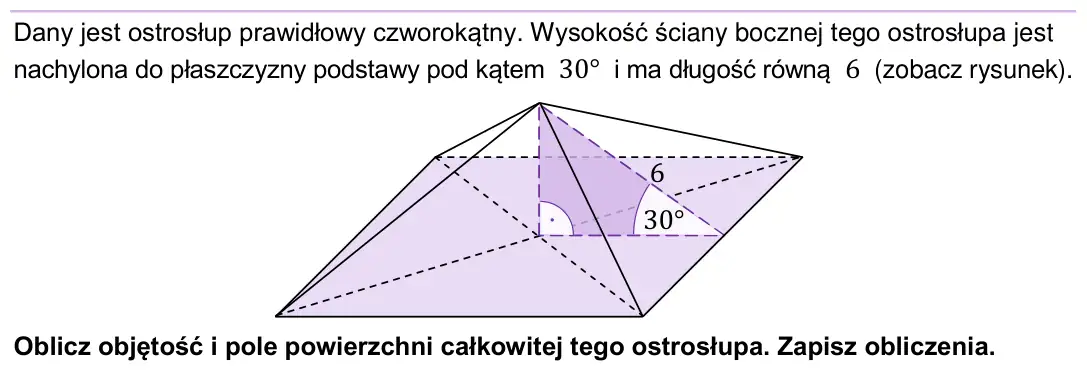 Dany jest ostrosłup prawidłowy czworokątny. Wysokość ściany bocznej tego ostrosłupa jest
nachylona do płaszczyzny podstawy pod kątem 30° i ma długość równą 6 (zobacz rysunek).
6
30°
Oblicz objętość i pole powierzchni całkowitej tego ostrosłupa. Zapisz obliczenia.